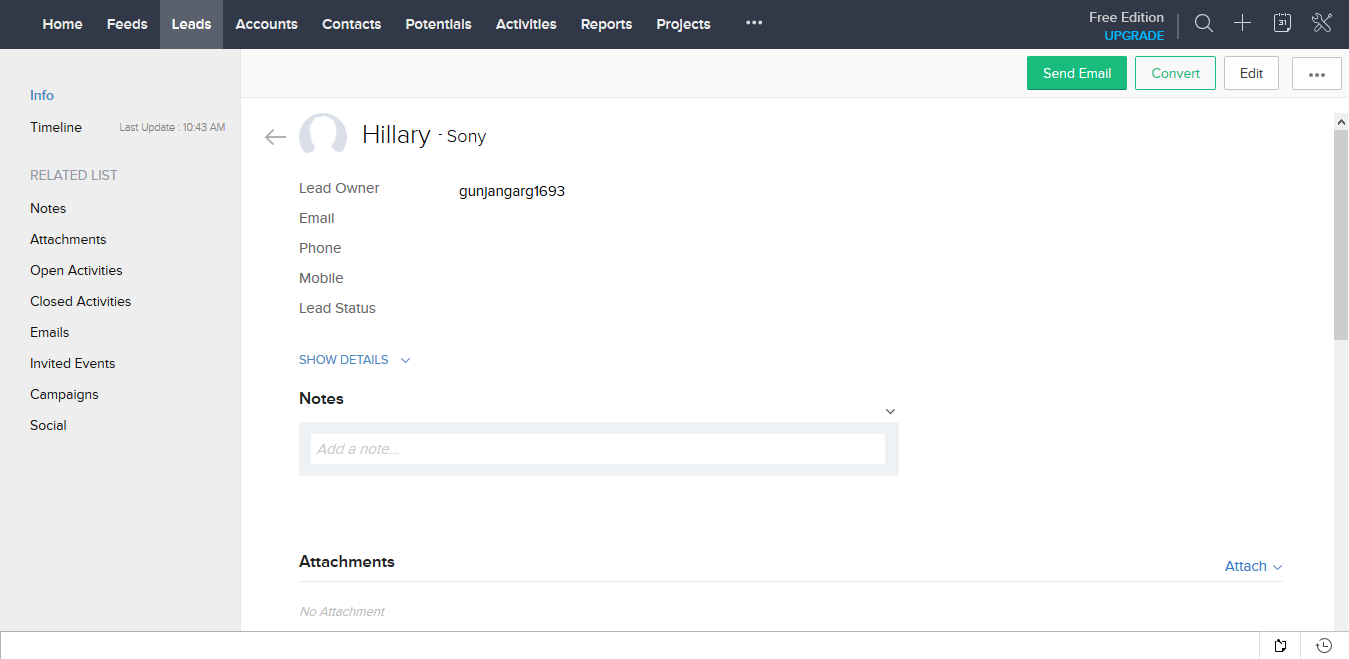 Home Feeds Leads Accounts Contacts Potentials Activities Reports Projects ••• Free Edition
UPGRADE
31
Send Email Convert Edit •••
Info
Timeline Last Update : 10:43 AM
RELATED LIST
Notes
Attachments
Open Activities
Closed Activities
Emails
Invited Events
Campaigns
Social
Hillary - Sony
Lead Owner gunjangarg1693
Email
Phone
Mobile
Lead Status
SHOW DETAILS
Notes
Add a note...
Attachments Attach
No Attachment